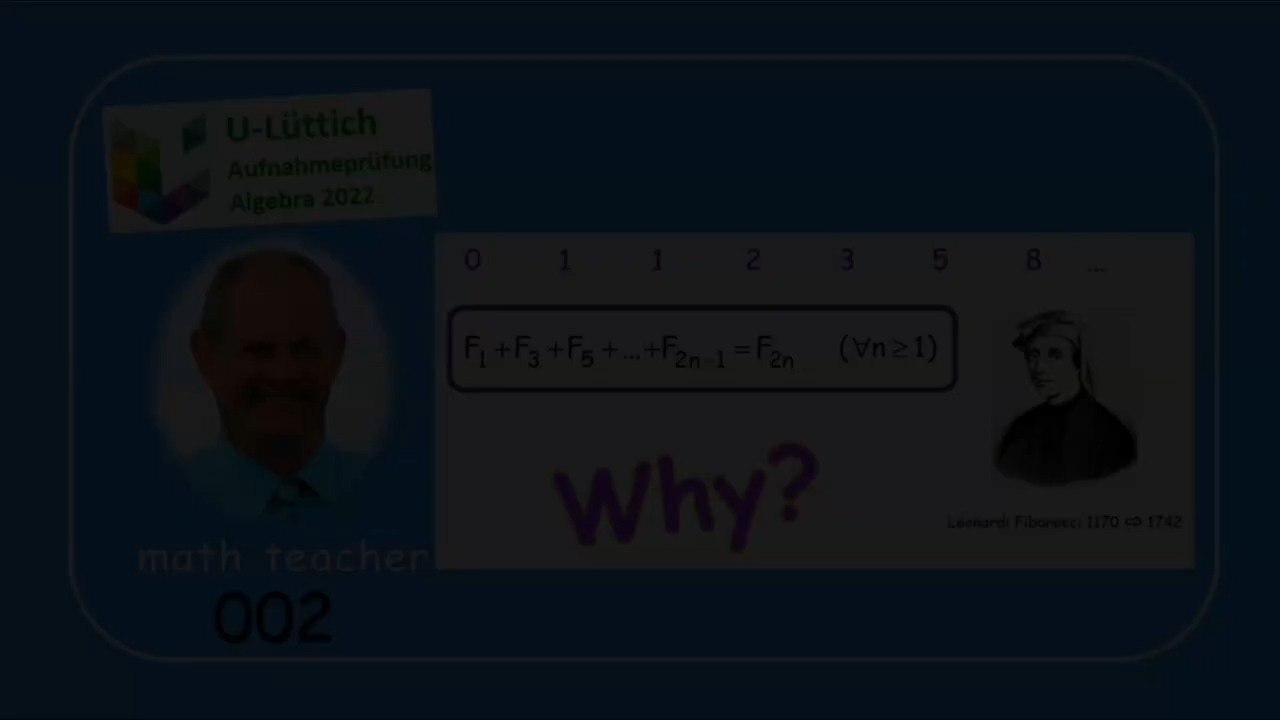 U-Lüttich
Aufnahmeprüfung
Algebra 2022
0 1 1 2 3 5 8 ...
F₁+F₃+F₅+...+F₂ₙ₋₁=F₂ₙ (∀n≥1)
Why?
Leonardi Fibonacci 1170 ⇨ 1742
math teacher
002